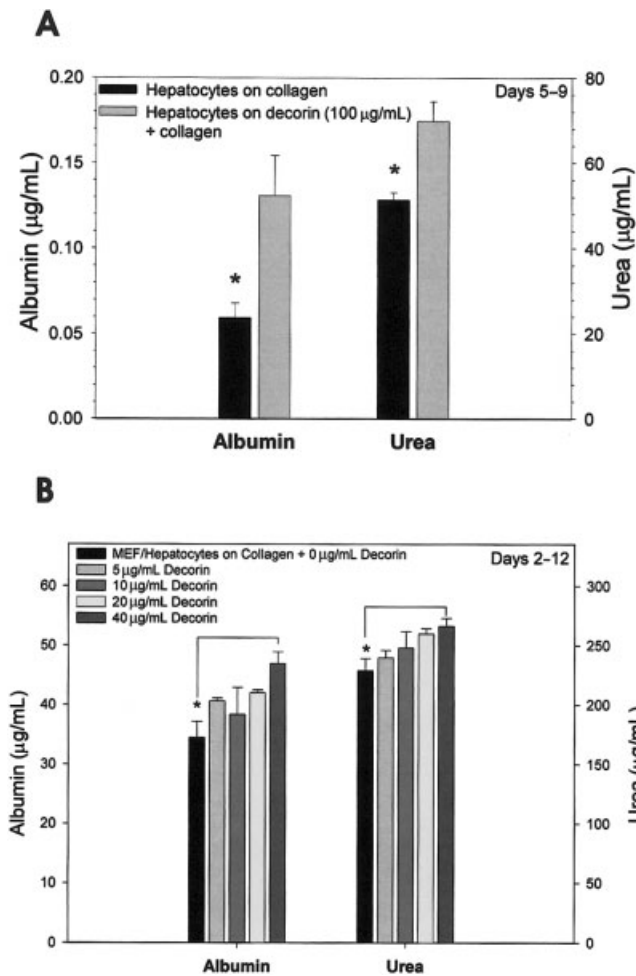 A
Hepatocytes on collagen
Hepatocytes on decorin (100 μg/mL)
+ collagen
Days 5–9
Albumin (μg/mL)
0.20
0.15
0.10
0.05
0.00
80
60
40
20
0
Urea (μg/mL)
*
*
Albumin
Urea
B
MEF/Hepatocytes on Collagen + 0 μg/mL Decorin
5 μg/mL Decorin
10 μg/mL Decorin
20 μg/mL Decorin
40 μg/mL Decorin
Days 2–12
Albumin (μg/mL)
60
50
40
30
20
10
0
300
250
200
150
100
50
0
Urea (μg/mL)
*
*
Albumin
Urea